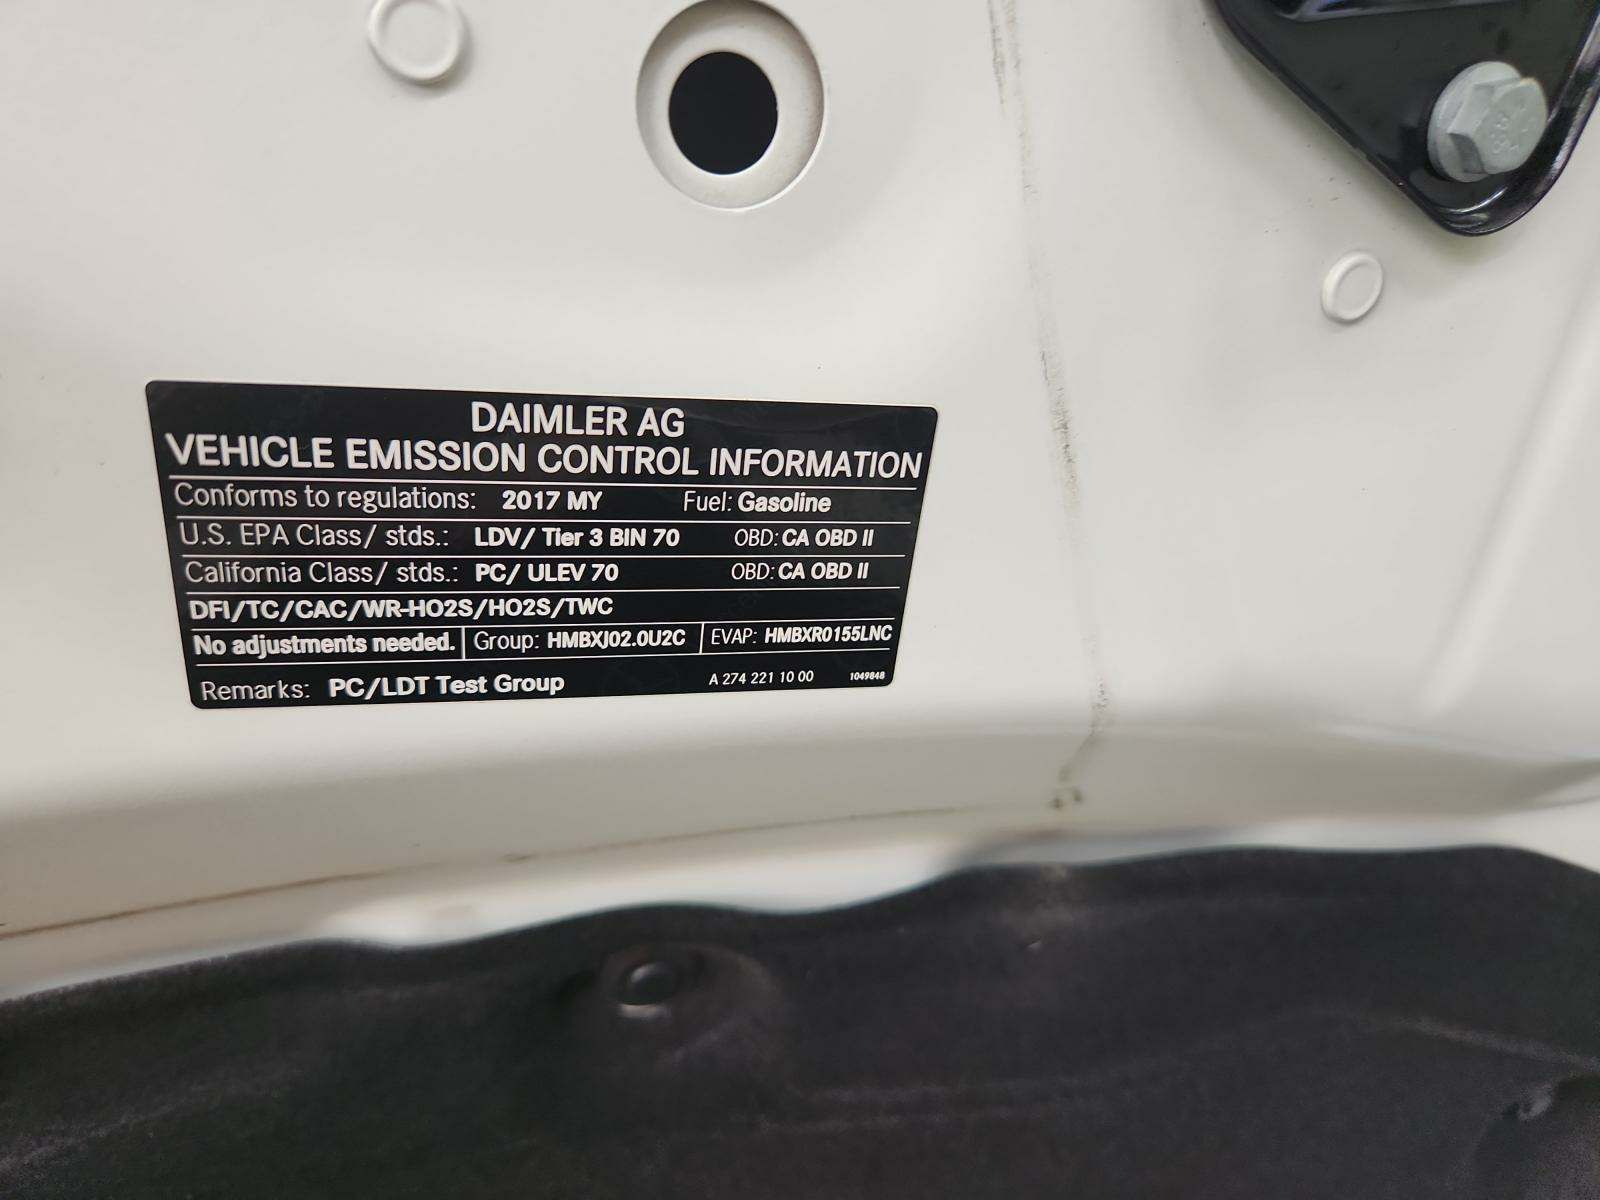 DAIMLER AG
VEHICLE EMISSION CONTROL INFORMATION
Conforms to regulations: 2017 MY Fuel: Gasoline
U.S. EPA Class/ stds.: LDV/ Tier 3 BIN 70 OBD: CA OBD II
California Class/ stds.: PC/ ULEV 70 OBD: CA OBD II
DFI/TC/CAC/WR-HO2S/HO2S/TWC
No adjustments needed. Group: HMBXJ02.0U2C EVAP: HMBXR0155LNC
Remarks: PC/LDT Test Group A 274 221 10 00 1049848